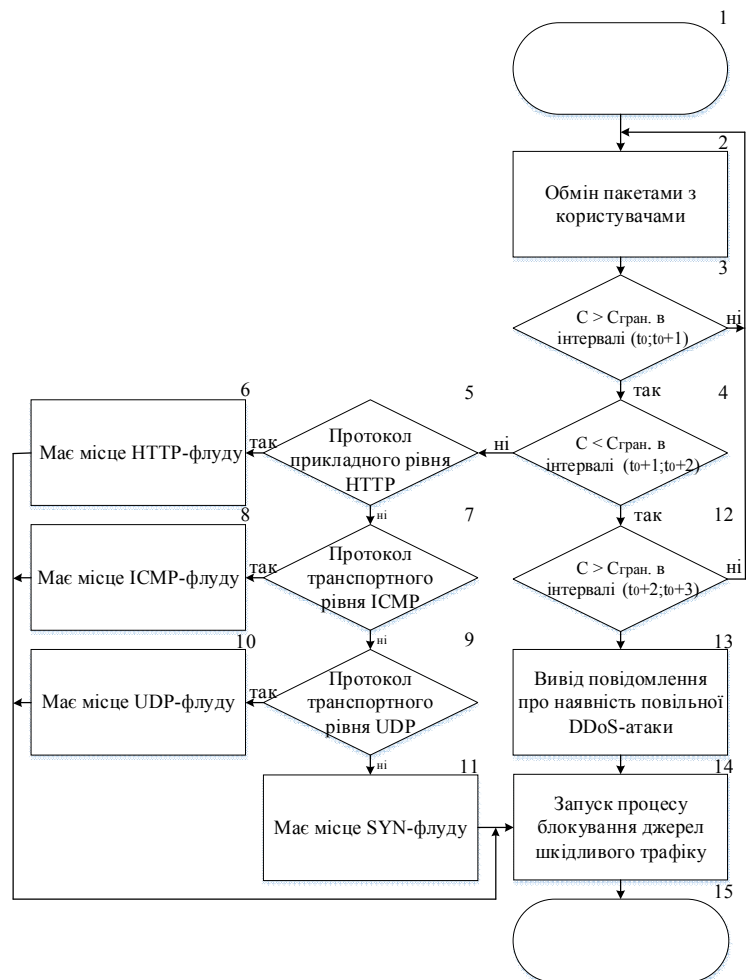 1
2
Обмін пакетами з
користувачами
3
C > Cгран. в
інтервалі (t0;t0+1)
ні
так
4
C < Cгран. в
інтервалі (t0+1;t0+2)
ні
5
Протокол
прикладного рівня
HTTP
так
6
Має місце HTTP-флуду
ні
7
Протокол
транспортного
рівня ICMP
так
8
Має місце ICMP-флуду
ні
9
Протокол
транспортного
рівня UDP
так
10
Має місце UDP-флуду
ні
11
Має місце SYN-флуду
так
12
C > Cгран. в
інтервалі (t0+2;t0+3)
ні
13
Вивід повідомлення
про наявність повільної
DDoS-атаки
14
Запуск процесу
блокування джерел
шкідливого трафіку
15